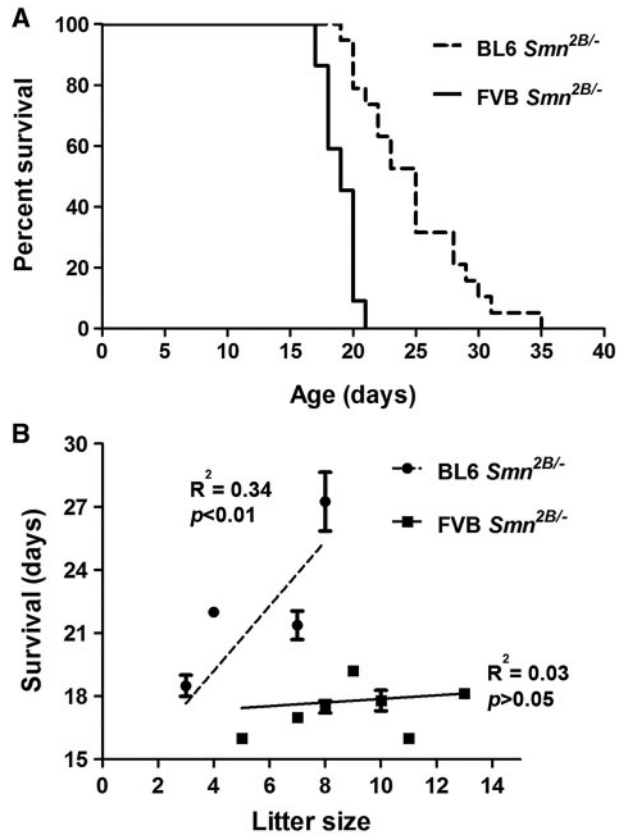 A
100
80
60
40
20
0
Percent survival
BL6 Smn2B/-
FVB Smn2B/-
0 5 10 15 20 25 30 35 40
Age (days)
B
30
27
24
21
18
15
Survival (days)
R2 = 0.34
p<0.01
BL6 Smn2B/-
FVB Smn2B/-
R2 = 0.03
p>0.05
0 2 4 6 8 10 12 14
Litter size